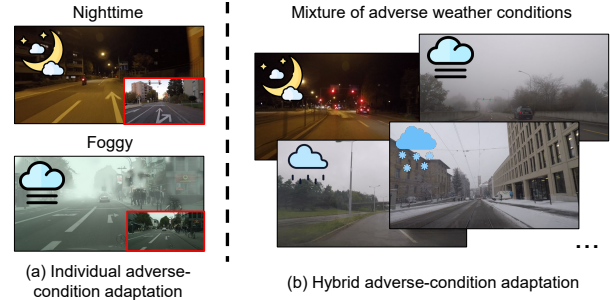 Nighttime
Foggy
(a) Individual adverse-
condition adaptation
Mixture of adverse weather conditions
...
(b) Hybrid adverse-condition adaptation